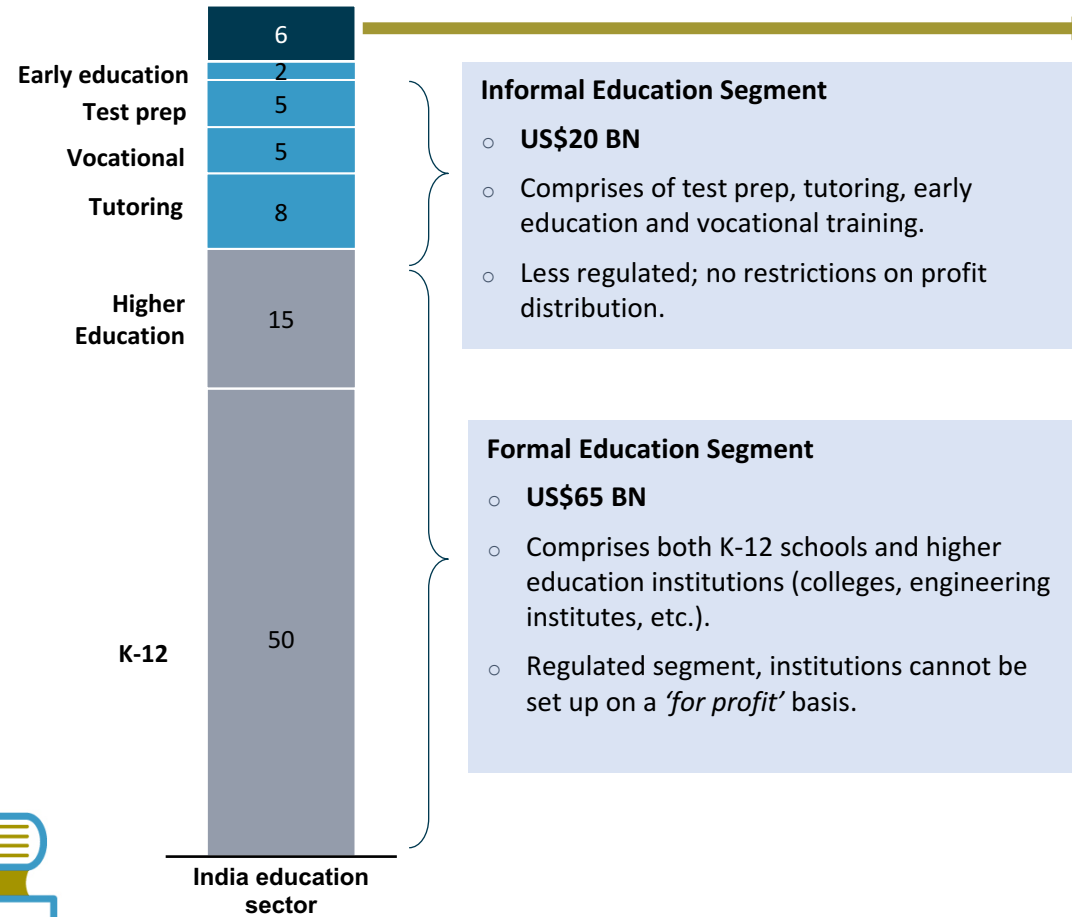 6
Early education
2
Test prep
5
Vocational
5
Tutoring
8
Higher
Education
15
K-12
50
India education
sector
Informal Education Segment
○ US$20 BN
○ Comprises of test prep, tutoring, early
education and vocational training.
○ Less regulated; no restrictions on profit
distribution.
Formal Education Segment
○ US$65 BN
○ Comprises both K-12 schools and higher
education institutions (colleges, engineering
institutes, etc.).
○ Regulated segment, institutions cannot be
set up on a ‘for profit’ basis.